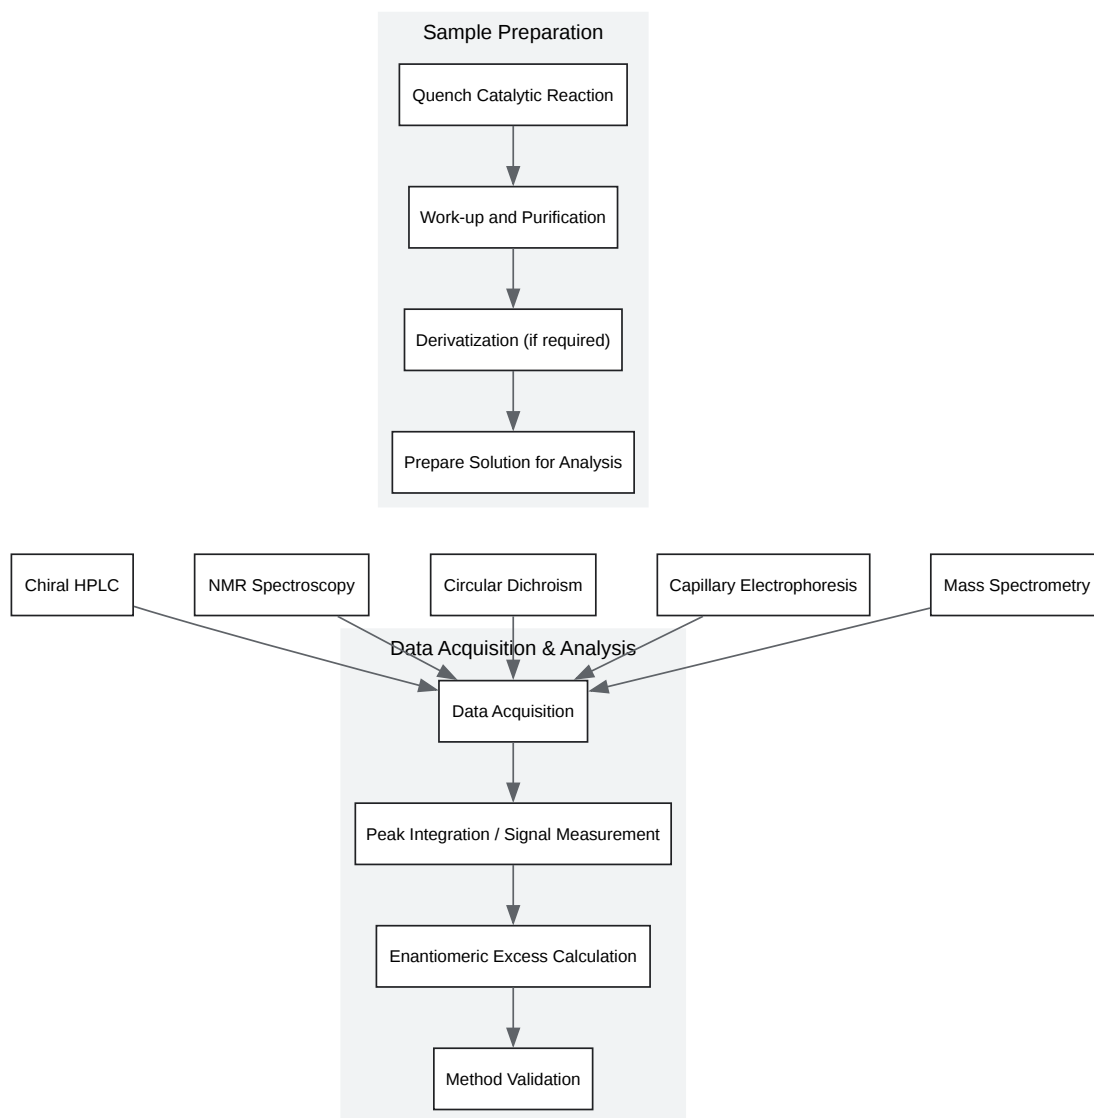 Sample Preparation
Quench Catalytic Reaction
Work-up and Purification
Derivatization (if required)
Prepare Solution for Analysis
Chiral HPLC
NMR Spectroscopy
Circular Dichroism
Capillary Electrophoresis
Mass Spectrometry
Data Acquisition & Analysis
Data Acquisition
Peak Integration / Signal Measurement
Enantiomeric Excess Calculation
Method Validation